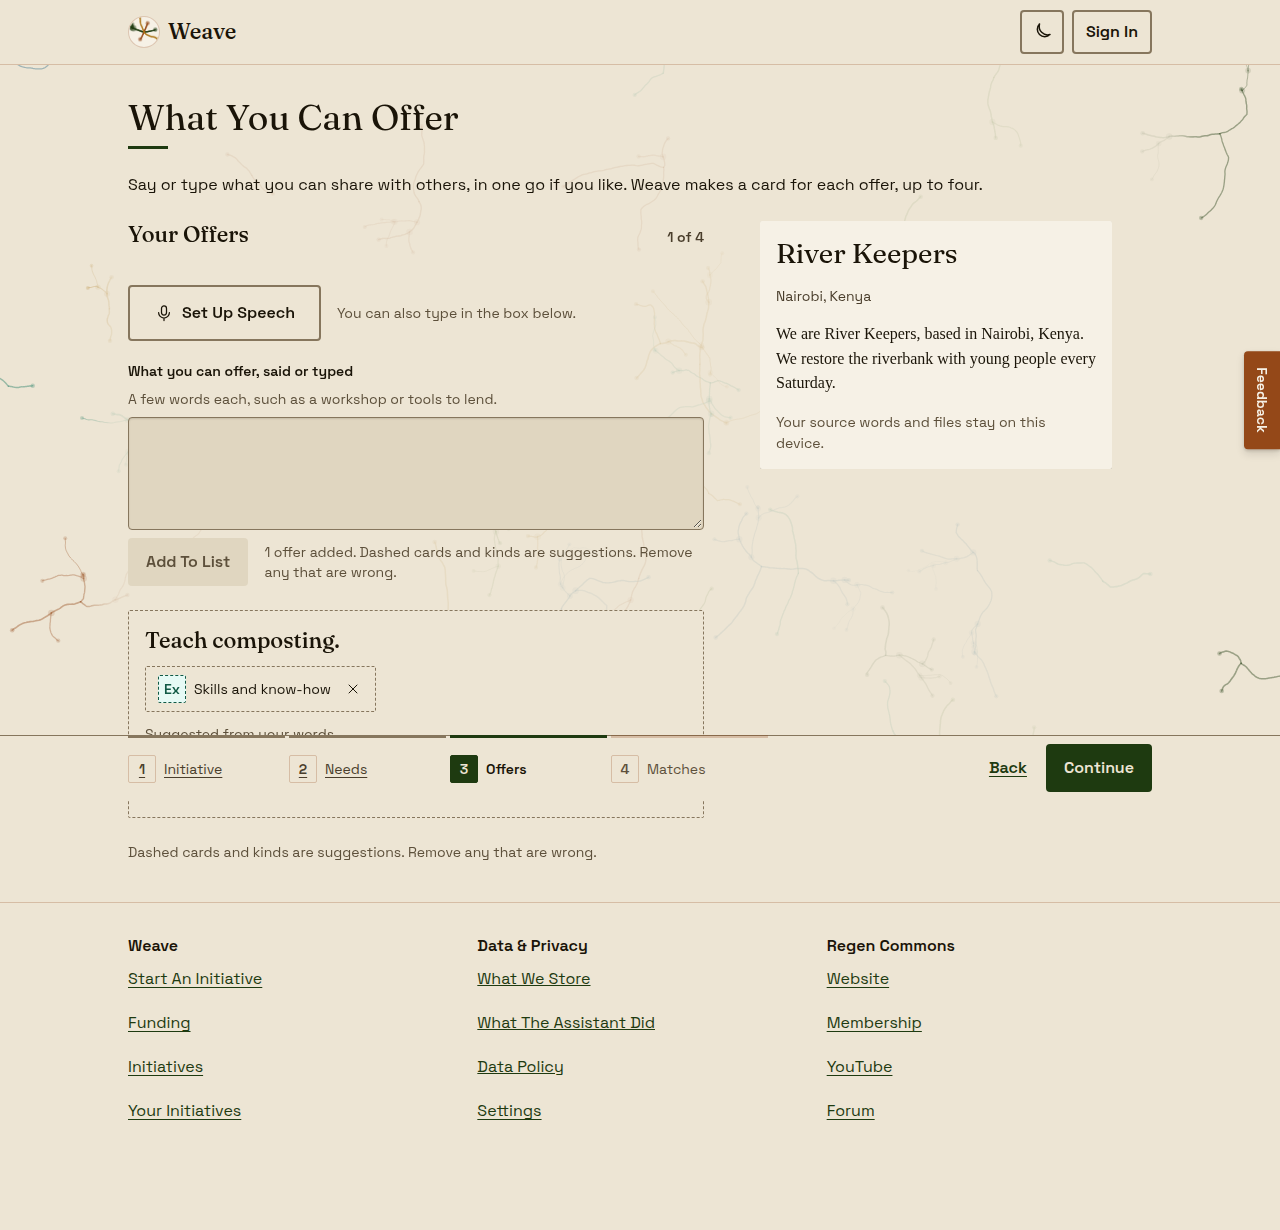 Weave
Sign In
What You Can Offer
Say or type what you can share with others, in one go if you like. Weave makes a card for each offer, up to four.
Your Offers
1 of 4
Set Up Speech
You can also type in the box below.
What you can offer, said or typed
A few words each, such as a workshop or tools to lend.
Add To List
1 offer added. Dashed cards and kinds are suggestions. Remove
any that are wrong.
Teach composting.
Ex
Skills and know-how
Suggested from your words
River Keepers
Nairobi, Kenya
We are River Keepers, based in Nairobi, Kenya.
We restore the riverbank with young people every
Saturday.
Your source words and files stay on this
device.
Feedback
1 Initiative
2 Needs
3 Offers
4 Matches
Back
Continue
Dashed cards and kinds are suggestions. Remove any that are wrong.
Weave
Start An Initiative
Funding
Initiatives
Your Initiatives
Data & Privacy
What We Store
What The Assistant Did
Data Policy
Settings
Regen Commons
Website
Membership
YouTube
Forum